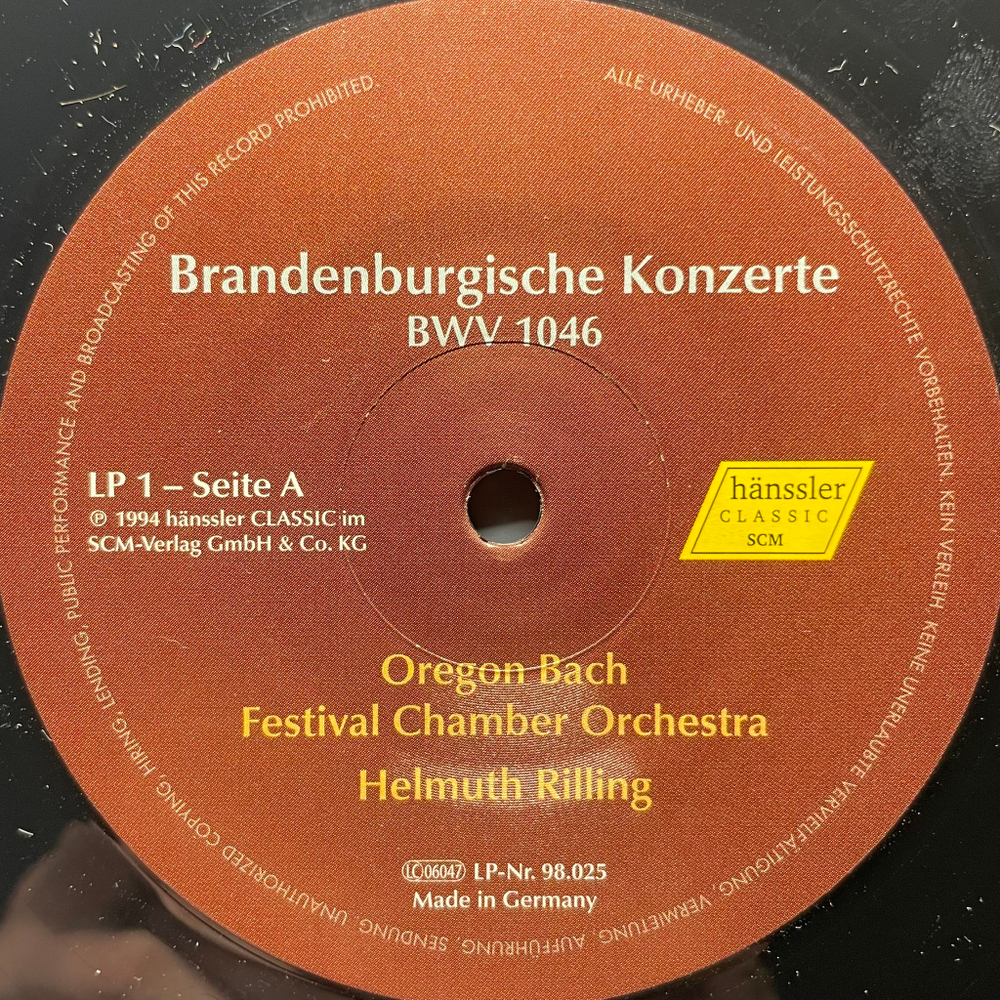 Brandenburgische Konzerte
BWV 1046
LP 1 – Seite A
℗ 1994 hänssler CLASSIC im
SCM-Verlag GmbH & Co. KG
hänssler
CLASSIC
SCM
Oregon Bach
Festival Chamber Orchestra
Helmuth Rilling
LC06047 LP-Nr. 98.025
Made in Germany
ALLE URHEBER- UND LEISTUNGSSCHUTZRECHTE VORBEHALTEN. KEIN VERLEIH, KEINE UNERLAUBTE VERVIELFÄLTIGUNG, VERMIETUNG, AUFFÜHRUNG, SENDUNG. UNAUTHORIZED COPYING, HIRING, LENDING, PUBLIC PERFORMANCE AND BROADCASTING OF THIS RECORD PROHIBITED.